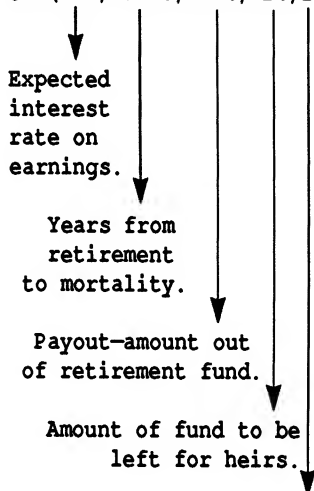 Expected
interest
rate on
earnings.
Years from
retirement
to mortality.
Payout—amount out
of retirement fund.
Amount of fund to be
left for heirs.